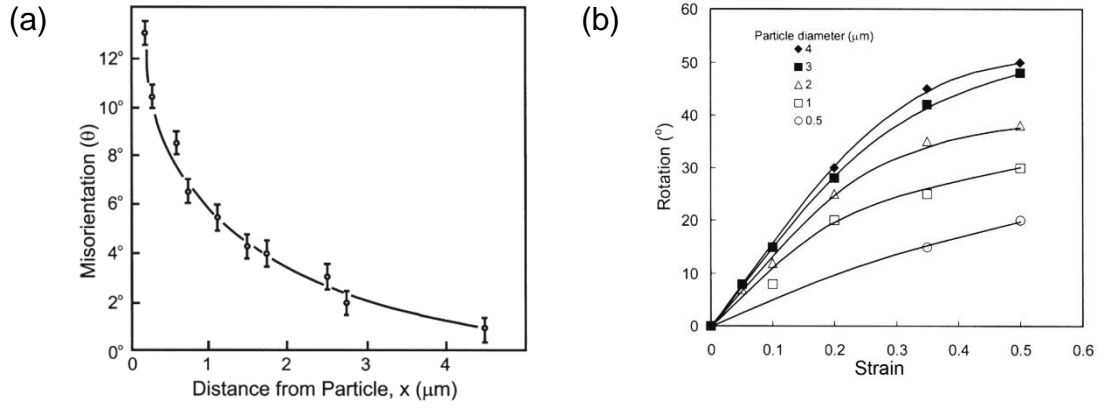 (a)
Misorientation (θ)
12°
10°
8°
6°
4°
2°
0°
0 1 2 3 4
Distance from Particle, x (μm)
(b)
Rotation (°)
60
50
40
30
20
10
0
Particle diameter (μm)
4
3
2
1
0.5
0 0.1 0.2 0.3 0.4 0.5 0.6
Strain